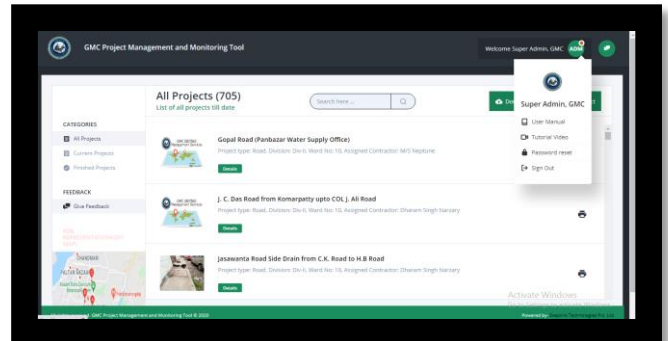 GMC Project Management and Monitoring Tool
Welcome Super Admin, GMC
ADM
All Projects (705)
List of all projects till date
Search here ..
Super Admin, GMC
User Manual
Tutorial Video
Password reset
Sign Out
CATEGORIES
All Projects
Current Projects
Finished Projects
FEEDBACK
Give Feedback
Gopal Road (Panbazar Water Supply Office)
Project type: Road, Division: Div-II, Ward No: 10, Assigned Contractor: M/S Neptune
Details
J. C. Das Road from Komarpatty upto COL J. Ali Road
Project type: Road, Division: Div-II, Ward No: 10, Assigned Contractor: Dharam Singh Narzary
Details
Jasawanta Road Side Drain from C.K. Road to H.B Road
Project type: Road, Division: Div-II, Ward No: 10, Assigned Contractor: Dharam Singh Narzary
Details
Activate Windows
GMC Project Management and Monitoring Tool © 2020
Powered by